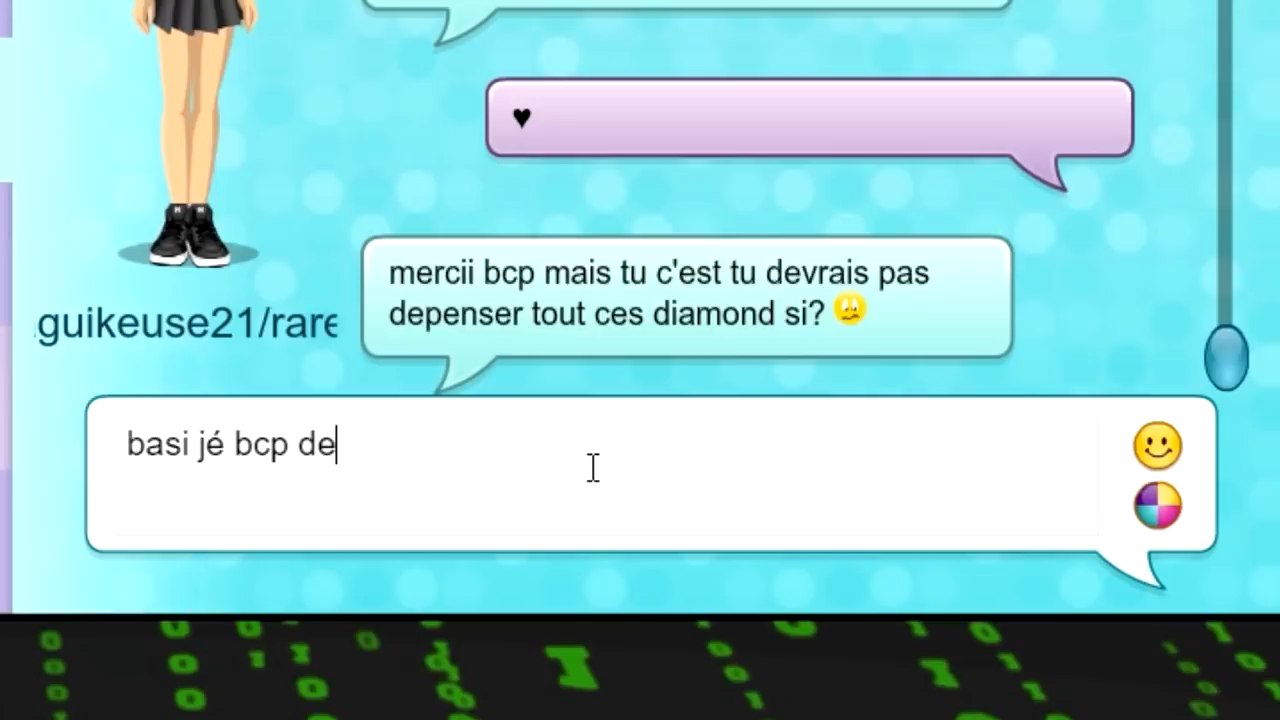 ♥
mercii bcp mais tu c'est tu devrais pas
depenser tout ces diamond si?
guikeuse21/rare
basi jé bcp de